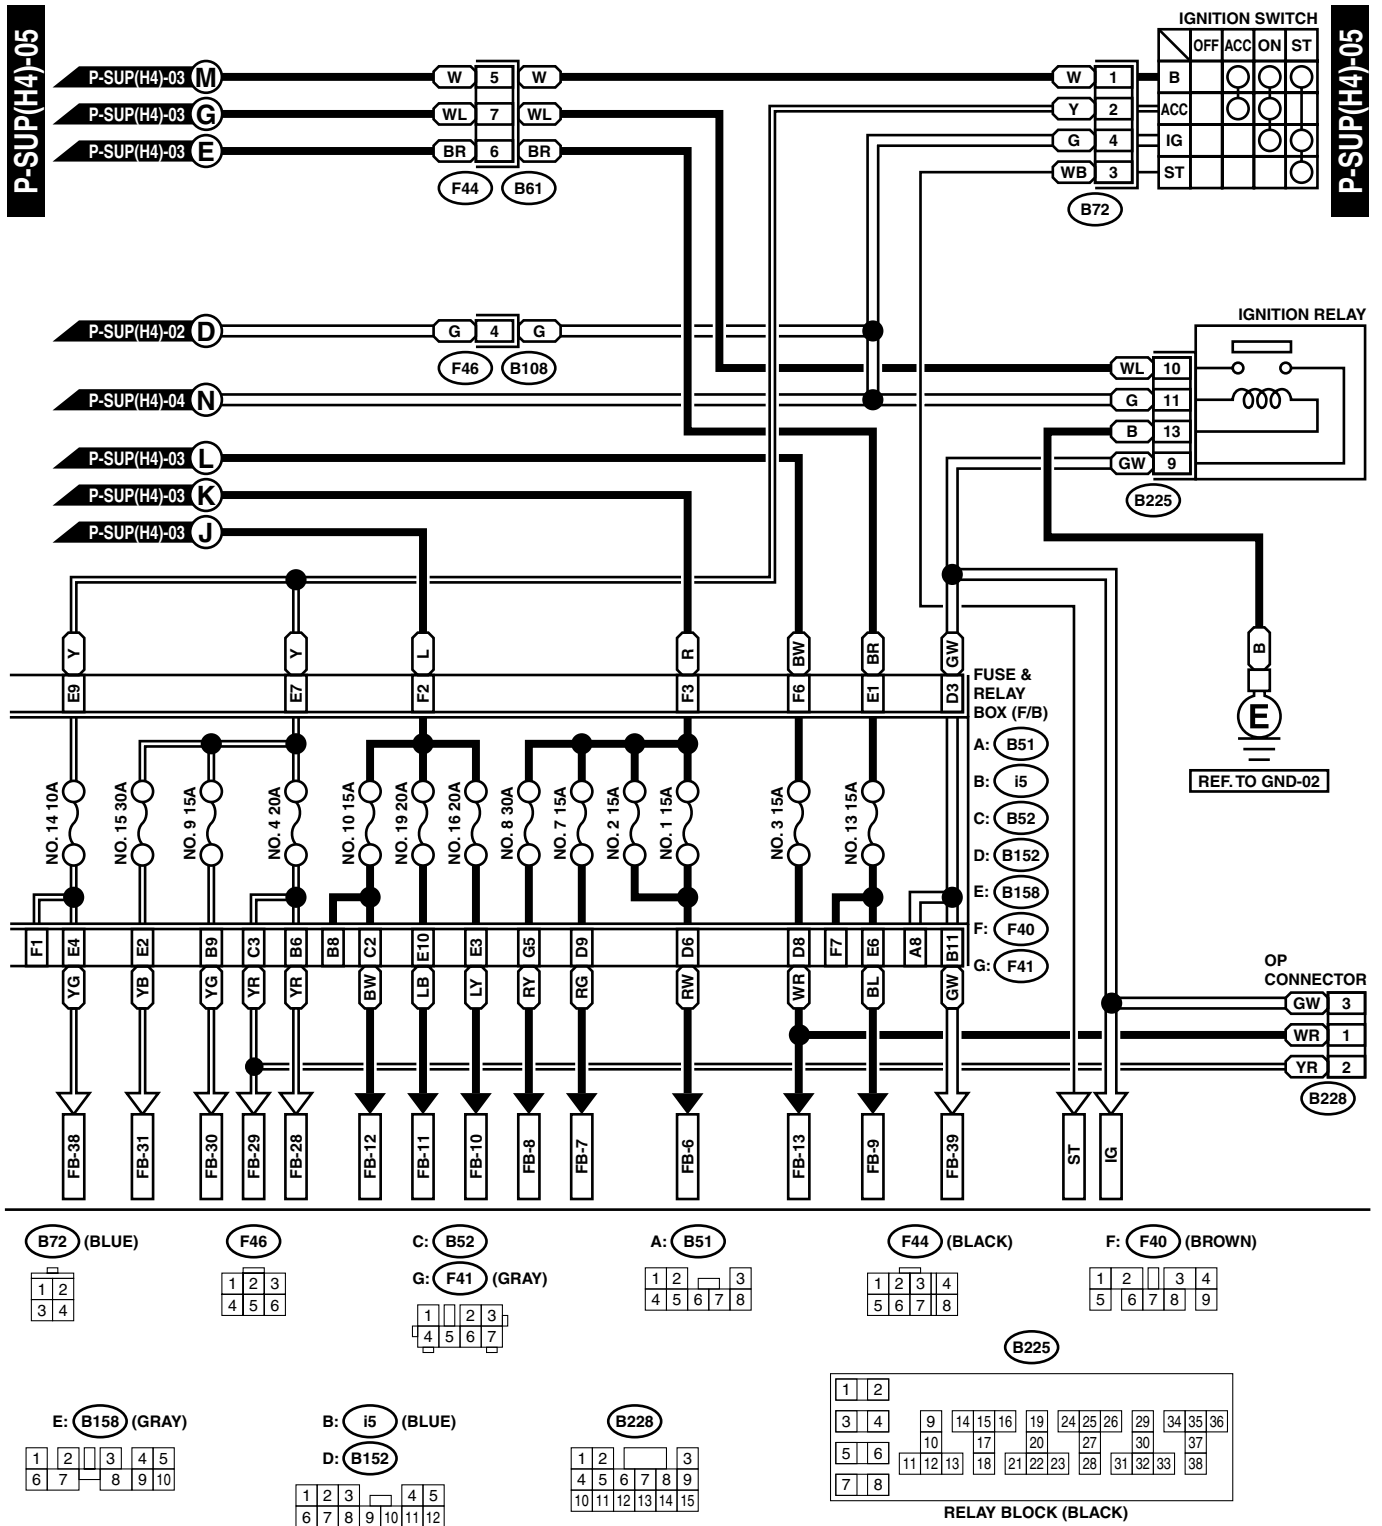 P-SUP(H4)-05
P-SUP(H4)-05
IGNITION SWITCH
OFF ACC ON ST
B
ACC
IG
ST
P-SUP(H4)-03 M W 5 W W 1
P-SUP(H4)-03 G WL 7 WL Y 2
P-SUP(H4)-03 E BR 6 BR G 4
WB 3
F44 B61 B72
IGNITION RELAY
P-SUP(H4)-02 D G 4 G
F46 B108
WL 10
P-SUP(H4)-04 N G 11
B 13
P-SUP(H4)-03 L GW 9
P-SUP(H4)-03 K B225
P-SUP(H4)-03 J
Y Y L R BW BR GW B
E9 E7 F2 F3 F6 E1 D3
FUSE &
RELAY
BOX (F/B)
A: B51
B: i5
C: B52
D: B152
E: B158
F: F40
G: F41
E
REF. TO GND-02
NO. 14 10A
NO. 15 30A
NO. 9 15A
NO. 4 20A
NO. 10 15A
NO. 19 20A
NO. 16 20A
NO. 8 30A
NO. 7 15A
NO. 2 15A
NO. 1 15A
NO. 3 15A
NO. 13 15A
F1 E4 E2 B9 C3 B6 B8 C2 E10 E3 G5 D9 D6 D8 F7 E6 A8 B11
YG YB YG YR YR BW LB LY RY RG RW WR BL GW
OP
CONNECTOR
GW 3
WR 1
YR 2
B228
FB-38 FB-31 FB-30 FB-29 FB-28 FB-12 FB-11 FB-10 FB-8 FB-7 FB-6 FB-13 FB-9 FB-39 ST IG
B72 (BLUE)
1 2
3 4
F46
1 2 3
4 5 6
C: B52
G: F41 (GRAY)
1 2 3
4 5 6 7
A: B51
1 2 3
4 5 6 7 8
F44 (BLACK)
1 2 3 4
5 6 7 8
F: F40 (BROWN)
1 2 3 4
5 6 7 8 9
E: B158 (GRAY)
1 2 3 4 5
6 7 8 9 10
B: i5 (BLUE)
D: B152
1 2 3 4 5
6 7 8 9 10 11 12
B228
1 2 3
4 5 6 7 8 9
10 11 12 13 14 15
B225
1 2
3 4 9 14 15 16 19 24 25 26 29 34 35 36
10 17 20 27 30 37
5 6 11 12 13 18 21 22 23 28 31 32 33 38
7 8
RELAY BLOCK (BLACK)